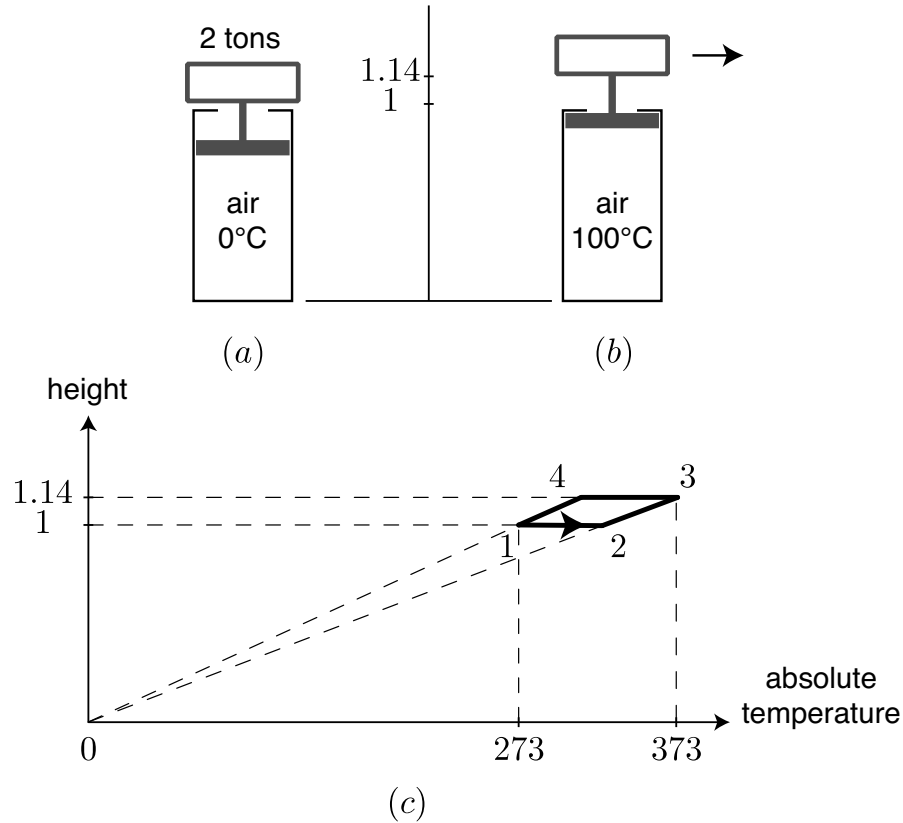 2 tons
1.14
1
air
0°C
air
100°C
(a)
(b)
height
1.14
1
4
3
1
2
absolute
temperature
0
273
373
(c)